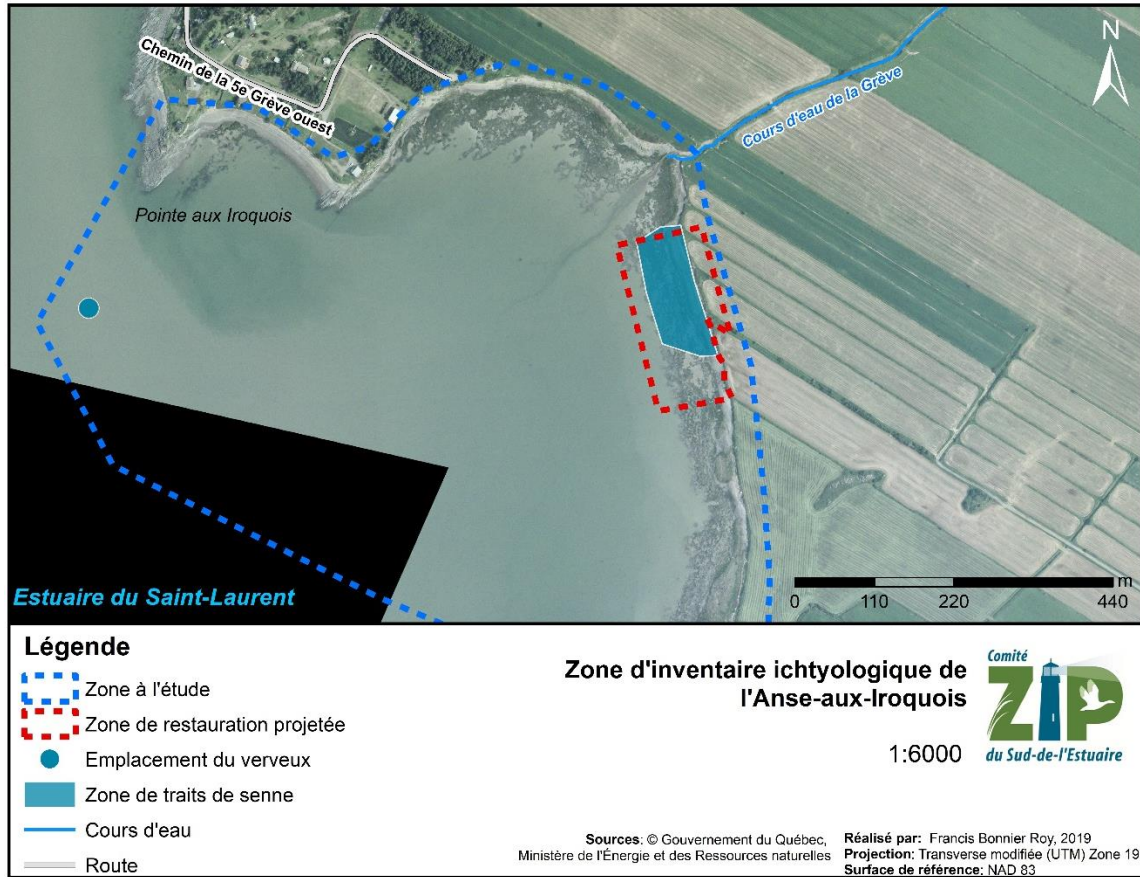 N
Chemin de la 5e Grève ouest
Cours d'eau de la Grève
Pointe aux Iroquois
Estuaire du Saint-Laurent
m
0 110 220 440
Légende
Zone à l'étude
Zone de restauration projetée
Emplacement du verveux
Zone de traits de senne
Cours d'eau
Route
Zone d'inventaire ichtyologique de
l'Anse-aux-Iroquois
1:6000
Comité
ZIP
du Sud-de-l'Estuaire
Sources: © Gouvernement du Québec,
Ministère de l'Énergie et des Ressources naturelles
Réalisé par: Francis Bonnier Roy, 2019
Projection: Transverse modifiée (UTM) Zone 19
Surface de référence: NAD 83